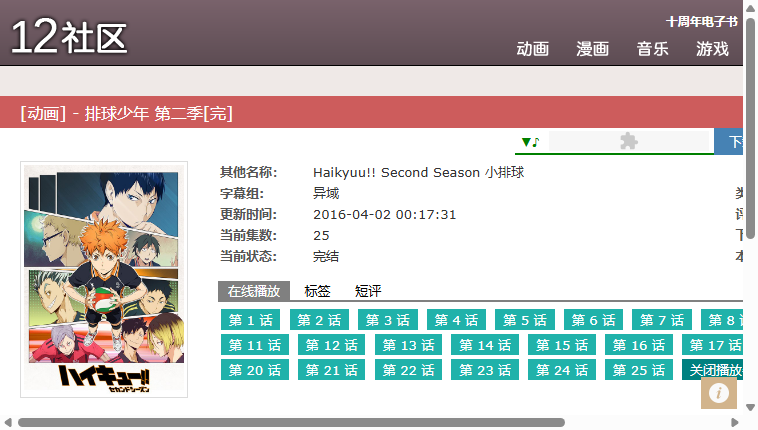 12社区
十周年电子书
动画 漫画 音乐 游戏
[动画] - 排球少年 第二季[完]
▼♪
其他名称: Haikyuu!! Second Season 小排球
字幕组: 异域
更新时间: 2016-04-02 00:17:31
当前集数: 25
当前状态: 完结
在线播放 标签 短评
第 1 话 第 2 话 第 3 话 第 4 话 第 5 话 第 6 话 第 7 话 第 8
第 11 话 第 12 话 第 13 话 第 14 话 第 15 话 第 16 话 第 17 话
第 20 话 第 21 话 第 22 话 第 23 话 第 24 话 第 25 话 关闭播放
ハイキュー!!
セカンドシーズン